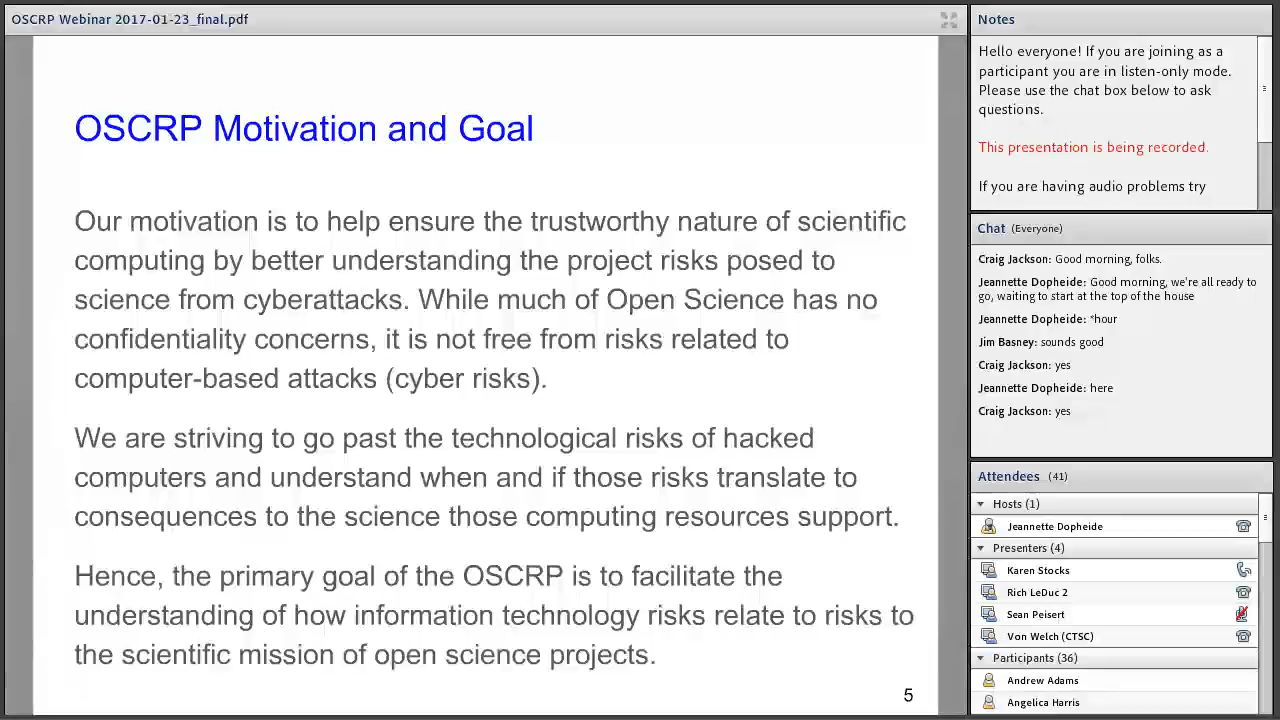 OSCRP Webinar 2017-01-23_final.pdf
OSCRP Motivation and Goal
Our motivation is to help ensure the trustworthy nature of scientific
computing by better understanding the project risks posed to
science from cyberattacks. While much of Open Science has no
confidentiality concerns, it is not free from risks related to
computer-based attacks (cyber risks).
We are striving to go past the technological risks of hacked
computers and understand when and if those risks translate to
consequences to the science those computing resources support.
Hence, the primary goal of the OSCRP is to facilitate the
understanding of how information technology risks relate to risks to
the scientific mission of open science projects.
5
Notes
Hello everyone! If you are joining as a
participant you are in listen-only mode.
Please use the chat box below to ask
questions.
This presentation is being recorded.
If you are having audio problems try
Chat (Everyone)
Craig Jackson: Good morning, folks.
Jeannette Dopheide: Good morning, we're all ready to
go, waiting to start at the top of the house
Jeannette Dopheide: *hour
Jim Basney: sounds good
Craig Jackson: yes
Jeannette Dopheide: here
Craig Jackson: yes
Attendees (41)
Hosts (1)
Jeannette Dopheide
Presenters (4)
Karen Stocks
Rich LeDuc 2
Sean Peisert
Von Welch (CTSC)
Participants (36)
Andrew Adams
Angelica Harris